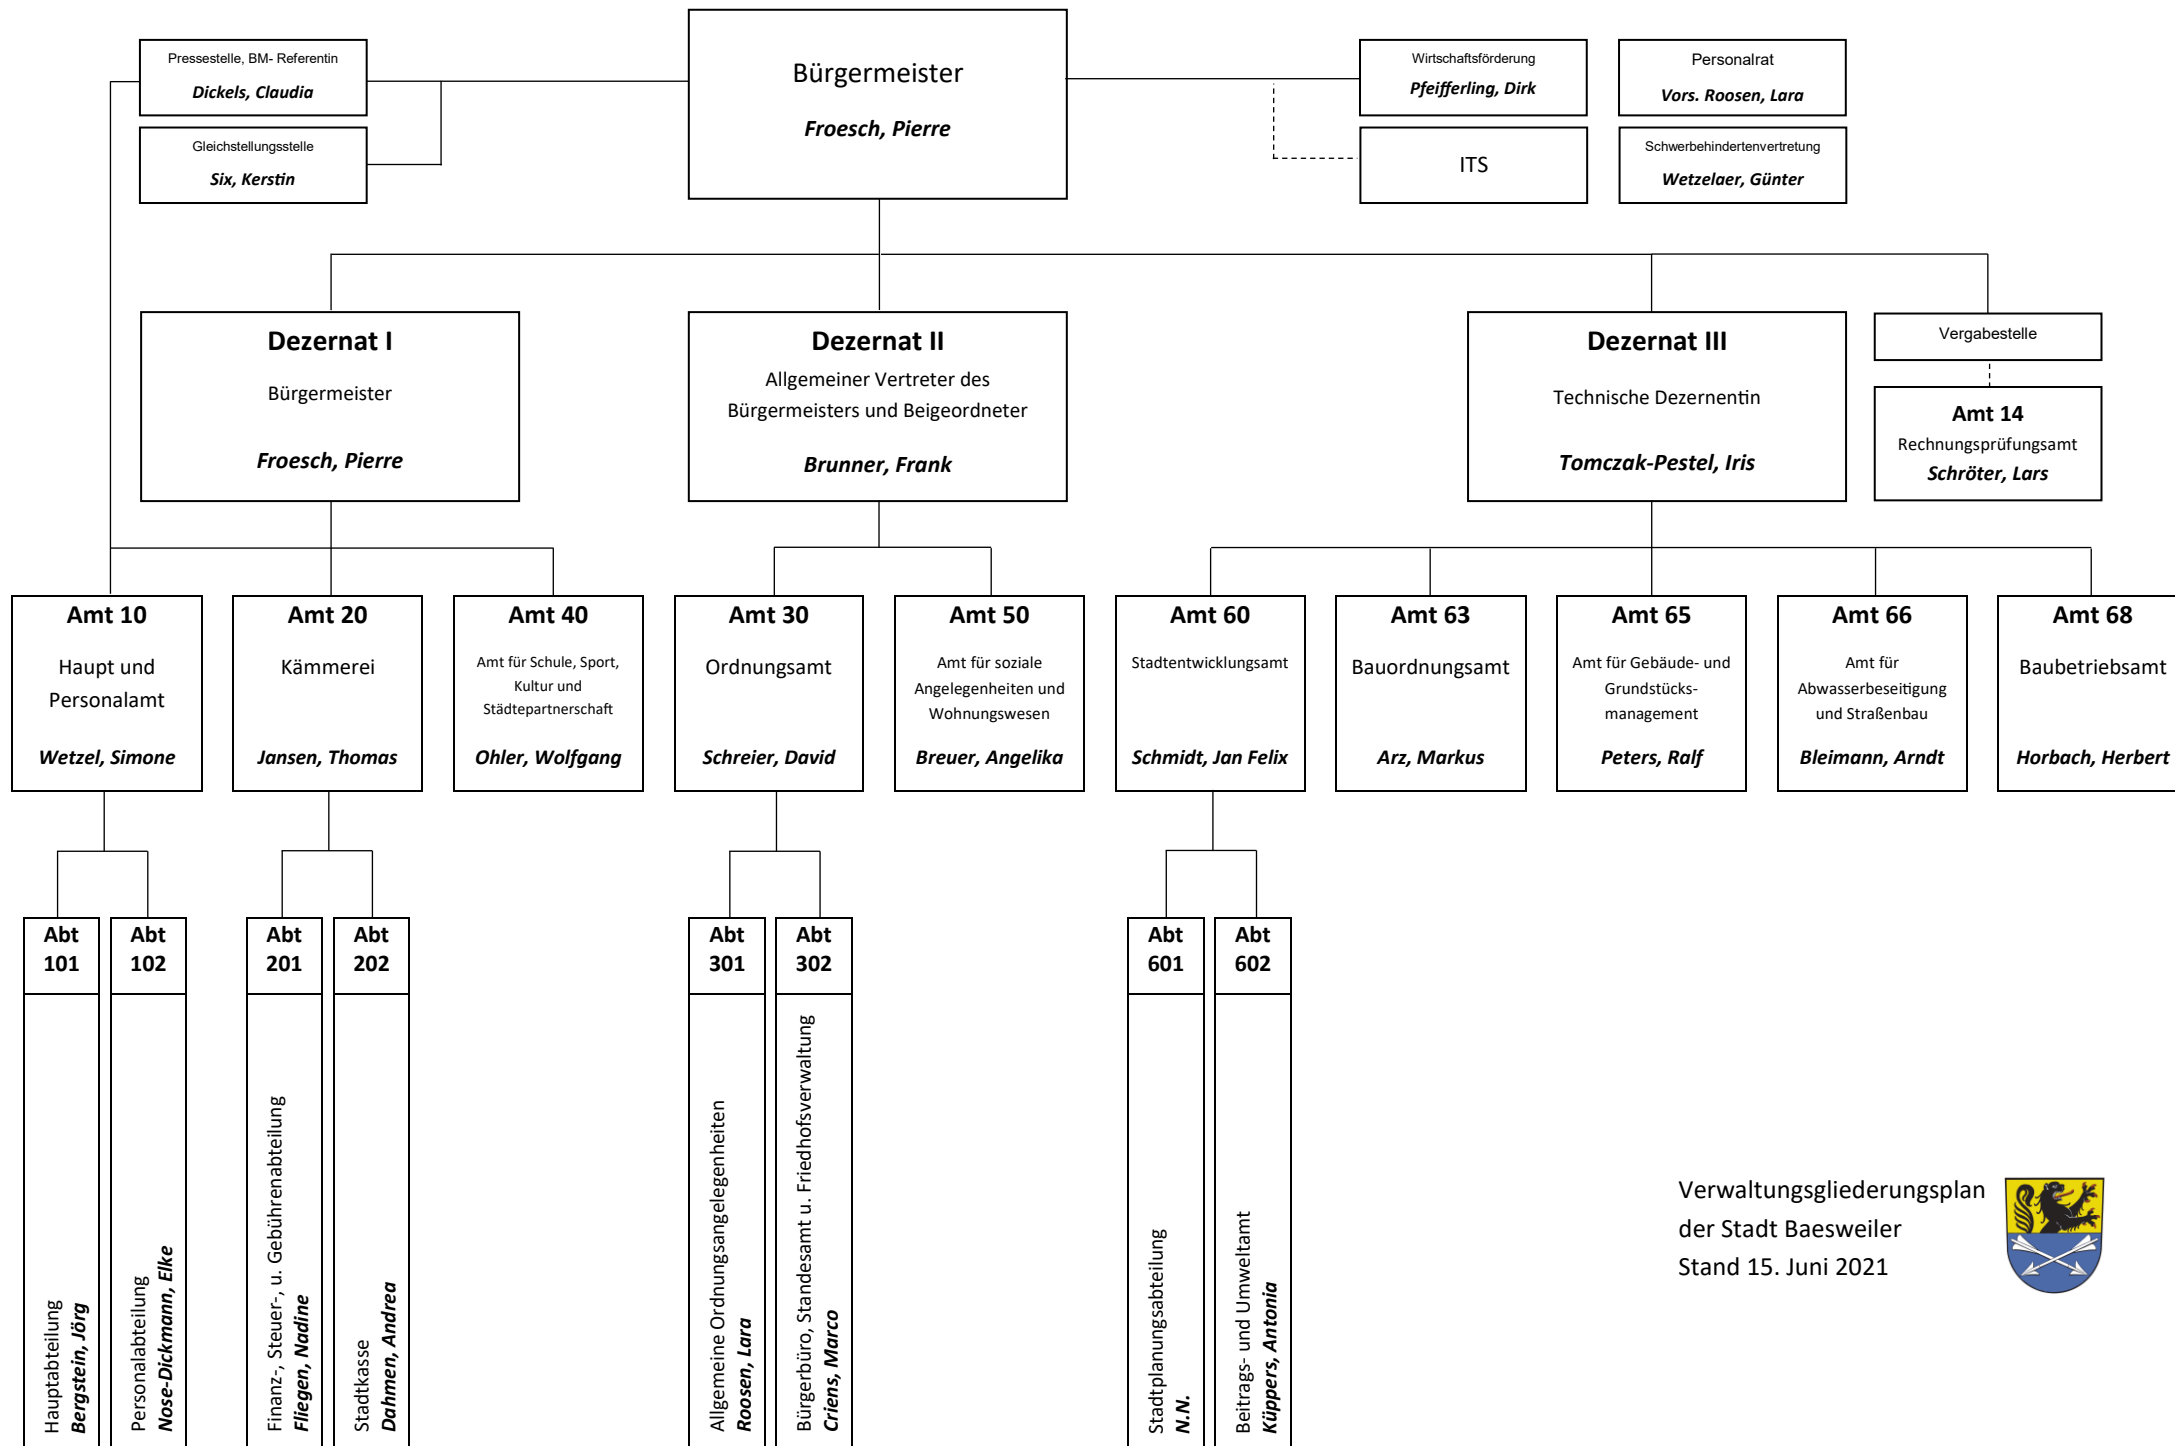 Pressestelle, BM- Referentin
Dickels, Claudia
Gleichstellungsstelle
Six, Kerstin
Bürgermeister
Froesch, Pierre
Wirtschaftsförderung
Pfeifferling, Dirk
ITS
Personalrat
Vors. Roosen, Lara
Schwerbehindertenvertretung
Wetzelaer, Günter
Dezernat I
Bürgermeister
Froesch, Pierre
Dezernat II
Allgemeiner Vertreter des
Bürgermeisters und Beigeordneter
Brunner, Frank
Dezernat III
Technische Dezernentin
Tomczak-Pestel, Iris
Vergabestelle
Amt 14
Rechnungsprüfungsamt
Schröter, Lars
Amt 10
Haupt und
Personalamt
Wetzel, Simone
Amt 20
Kämmerei
Jansen, Thomas
Amt 40
Amt für Schule, Sport,
Kultur und
Städtepartnerschaft
Ohler, Wolfgang
Amt 30
Ordnungsamt
Schreier, David
Amt 50
Amt für soziale
Angelegenheiten und
Wohnungswesen
Breuer, Angelika
Amt 60
Stadtentwicklungsamt
Schmidt, Jan Felix
Amt 63
Bauordnungsamt
Arz, Markus
Amt 65
Amt für Gebäude- und
Grundstücks-
management
Peters, Ralf
Amt 66
Amt für
Abwasserbeseitigung
und Straßenbau
Bleimann, Arndt
Amt 68
Baubetriebsamt
Horbach, Herbert
Abt
101
Hauptabteilung
Bergstein, Jörg
Abt
102
Personalabteilung
Nose-Dickmann, Elke
Abt
201
Finanz-, Steuer-, u. Gebührenabteilung
Fliegen, Nadine
Abt
202
Stadtkasse
Dahmen, Andrea
Abt
301
Allgemeine Ordnungsangelegenheiten
Roosen, Lara
Abt
302
Bürgerbüro, Standesamt u. Friedhofsverwaltung
Criens, Marco
Abt
601
Stadtplanungsabteilung
N.N.
Abt
602
Beitrags- und Umweltamt
Küppers, Antonia
Verwaltungsgliederungsplan
der Stadt Baesweiler
Stand 15. Juni 2021